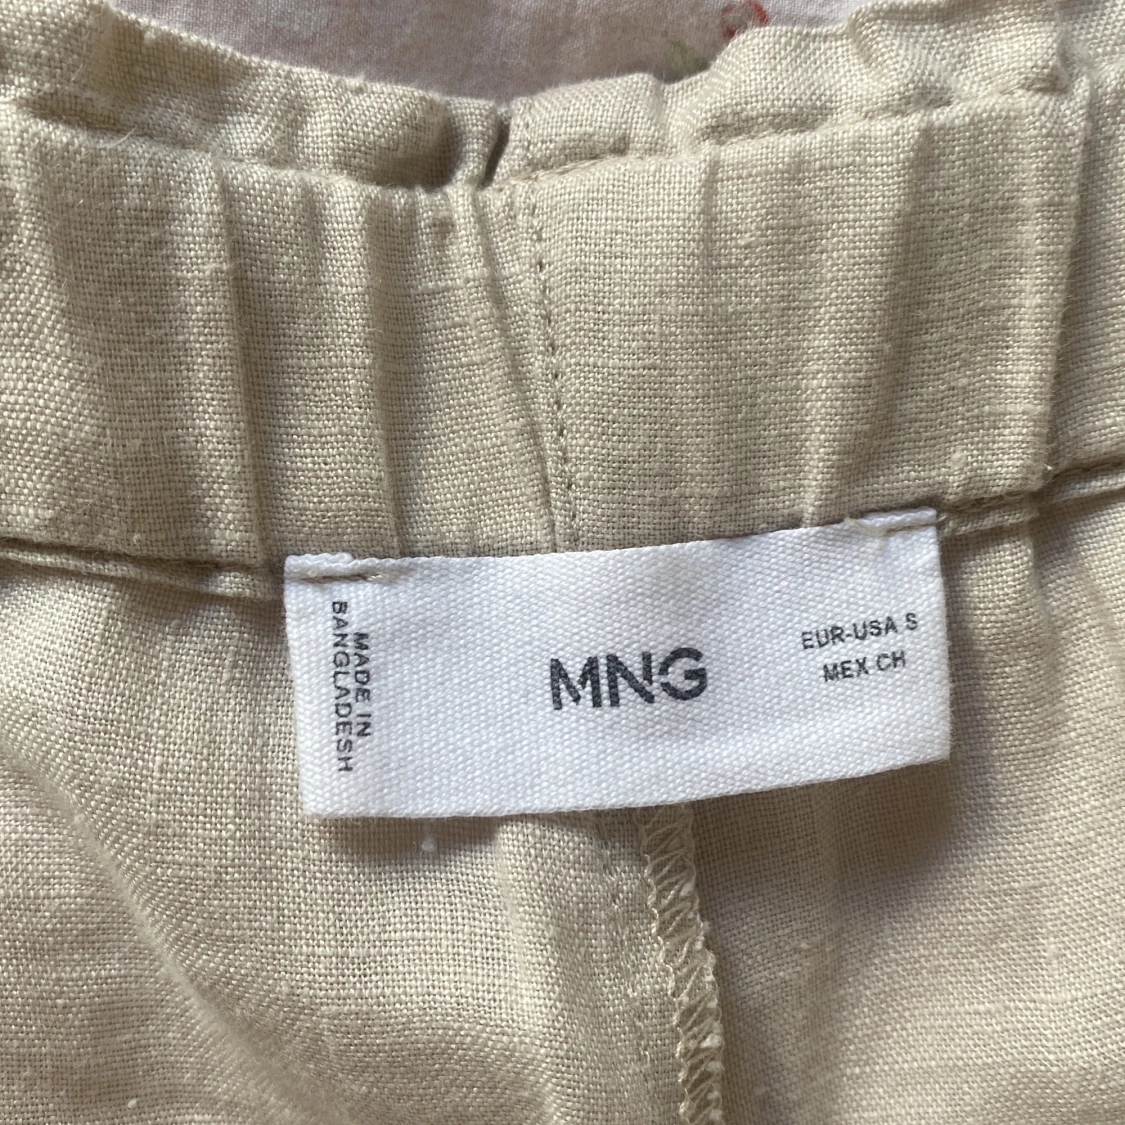 MADE IN
BANGLADESH
MNG
EUR-USA S
MEX CH